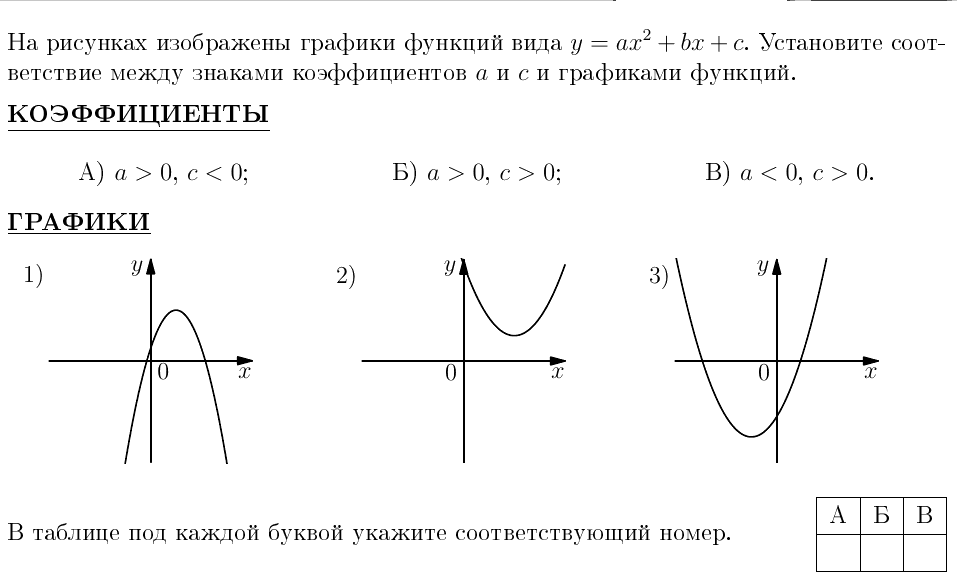 На рисунках изображены графики функций вида y = ax² + bx + c. Установите соот-
ветствие между знаками коэффициентов a и c и графиками функций.
КОЭФФИЦИЕНТЫ
А) a > 0, c < 0; Б) a > 0, c > 0; В) a < 0, c > 0.
ГРАФИКИ
1) y 2) y 3) y
0 x 0 x 0 x
В таблице под каждой буквой укажите соответствующий номер.
А Б В